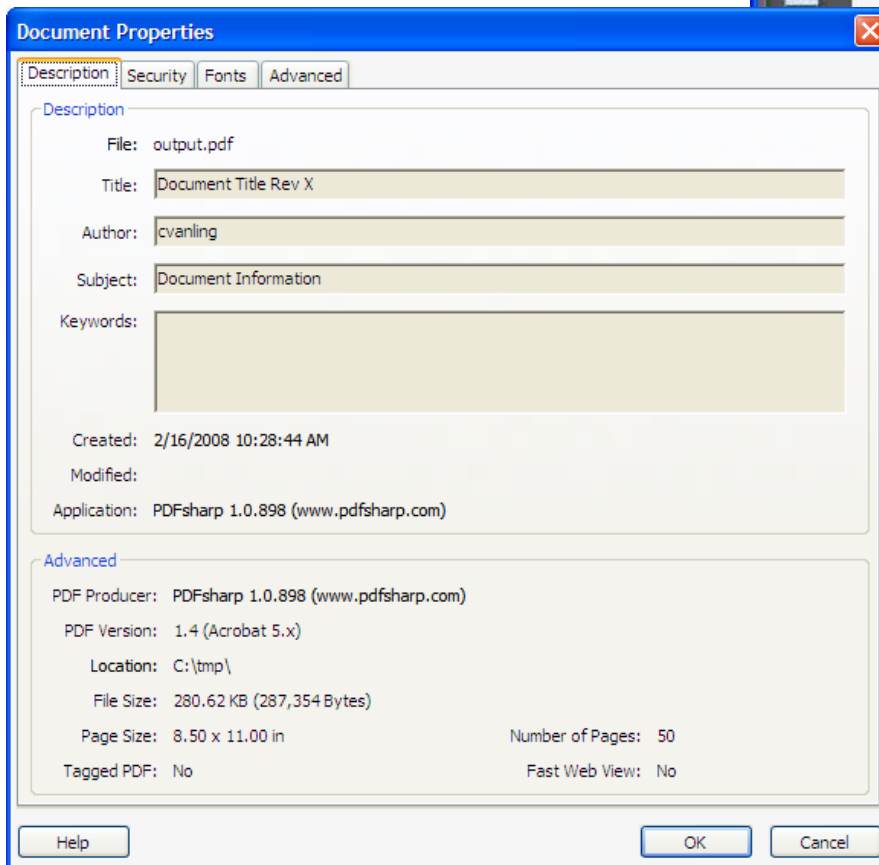 Document Properties
Description Security Fonts Advanced
Description
File: output.pdf
Title: Document Title Rev X
Author: cvanling
Subject: Document Information
Keywords:
Created: 2/16/2008 10:28:44 AM
Modified:
Application: PDFsharp 1.0.898 (www.pdfsharp.com)
Advanced
PDF Producer: PDFsharp 1.0.898 (www.pdfsharp.com)
PDF Version: 1.4 (Acrobat 5.x)
Location: C:\tmp\
File Size: 280.62 KB (287,354 Bytes)
Page Size: 8.50 x 11.00 in Number of Pages: 50
Tagged PDF: No Fast Web View: No
Help OK Cancel